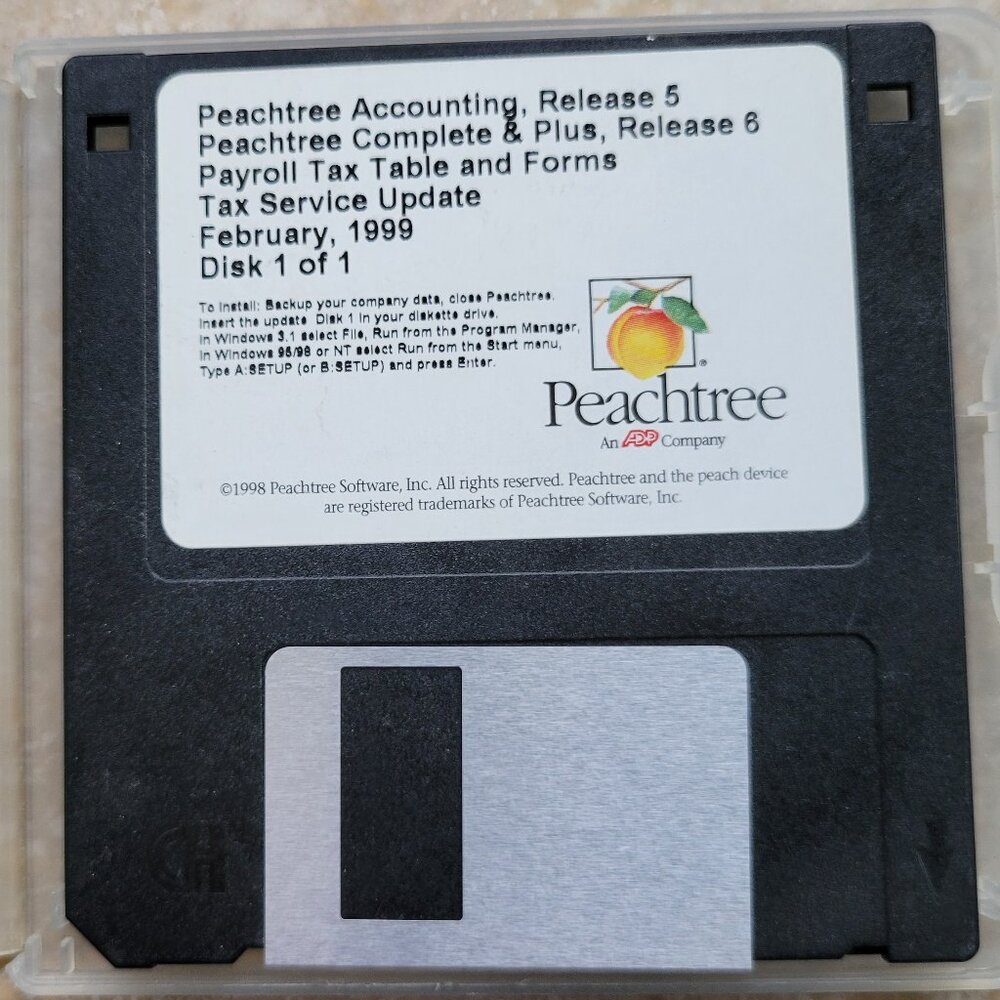 Peachtree Accounting, Release 5
Peachtree Complete & Plus, Release 6
Payroll Tax Table and Forms
Tax Service Update
February, 1999
Disk 1 of 1
To Install: Backup your company data, close Peachtree.
Insert the update Disk 1 in your diskette drive.
In Windows 3.1 select File, Run from the Program Manager,
In Windows 95/98 or NT select Run from the Start menu,
Type A:SETUP (or B:SETUP) and press Enter.
®
Peachtree
An ADP Company
©1998 Peachtree Software, Inc. All rights reserved. Peachtree and the peach device
are registered trademarks of Peachtree Software, Inc.